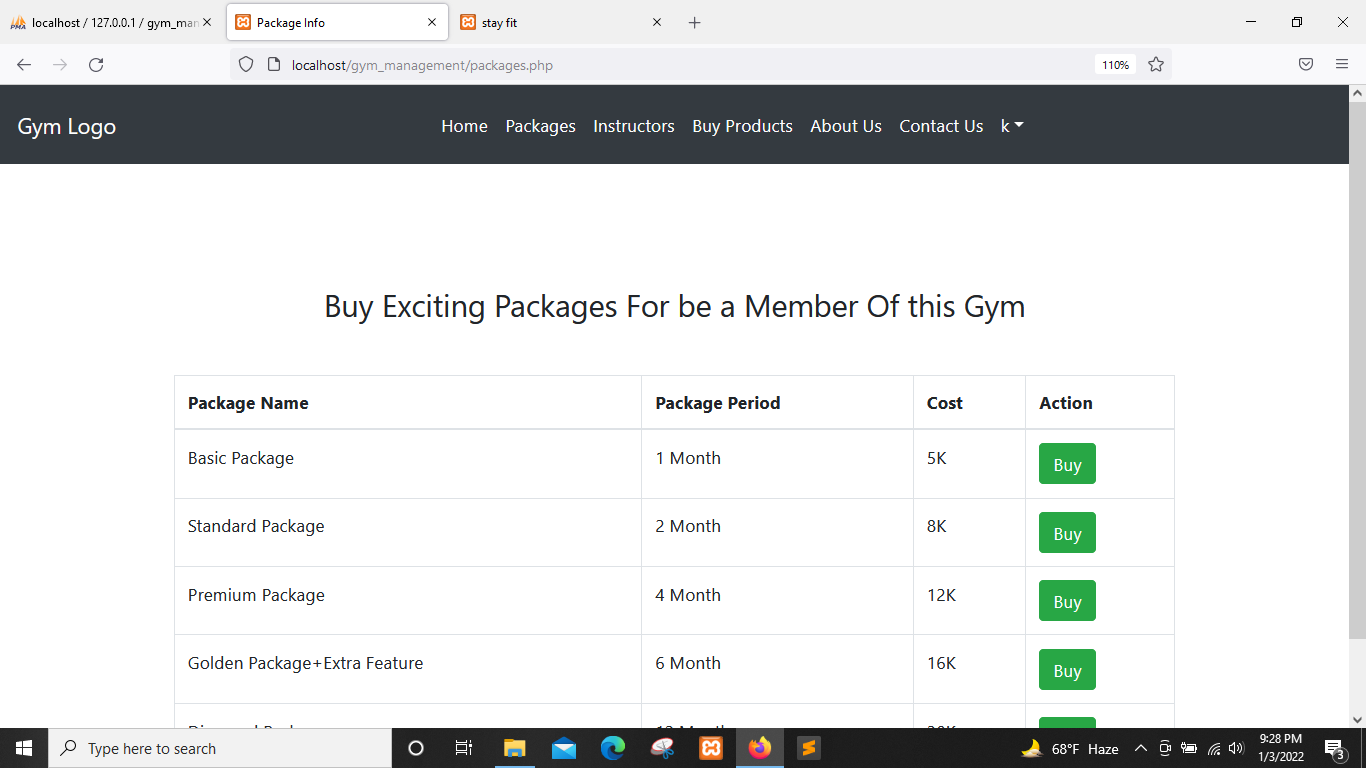 localhost / 127.0.0.1 / gym_man
Package Info
stay fit
localhost/gym_management/packages.php
110%
Gym Logo
Home Packages Instructors Buy Products About Us Contact Us k
Buy Exciting Packages For be a Member Of this Gym
Package Name Package Period Cost Action
Basic Package 1 Month 5K Buy
Standard Package 2 Month 8K Buy
Premium Package 4 Month 12K Buy
Golden Package+Extra Feature 6 Month 16K Buy
Type here to search
68°F Haze
9:28 PM
1/3/2022
3